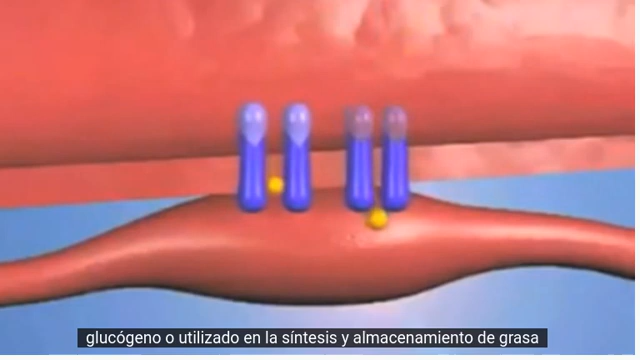 glucógeno o utilizado en la síntesis y almacenamiento de grasa